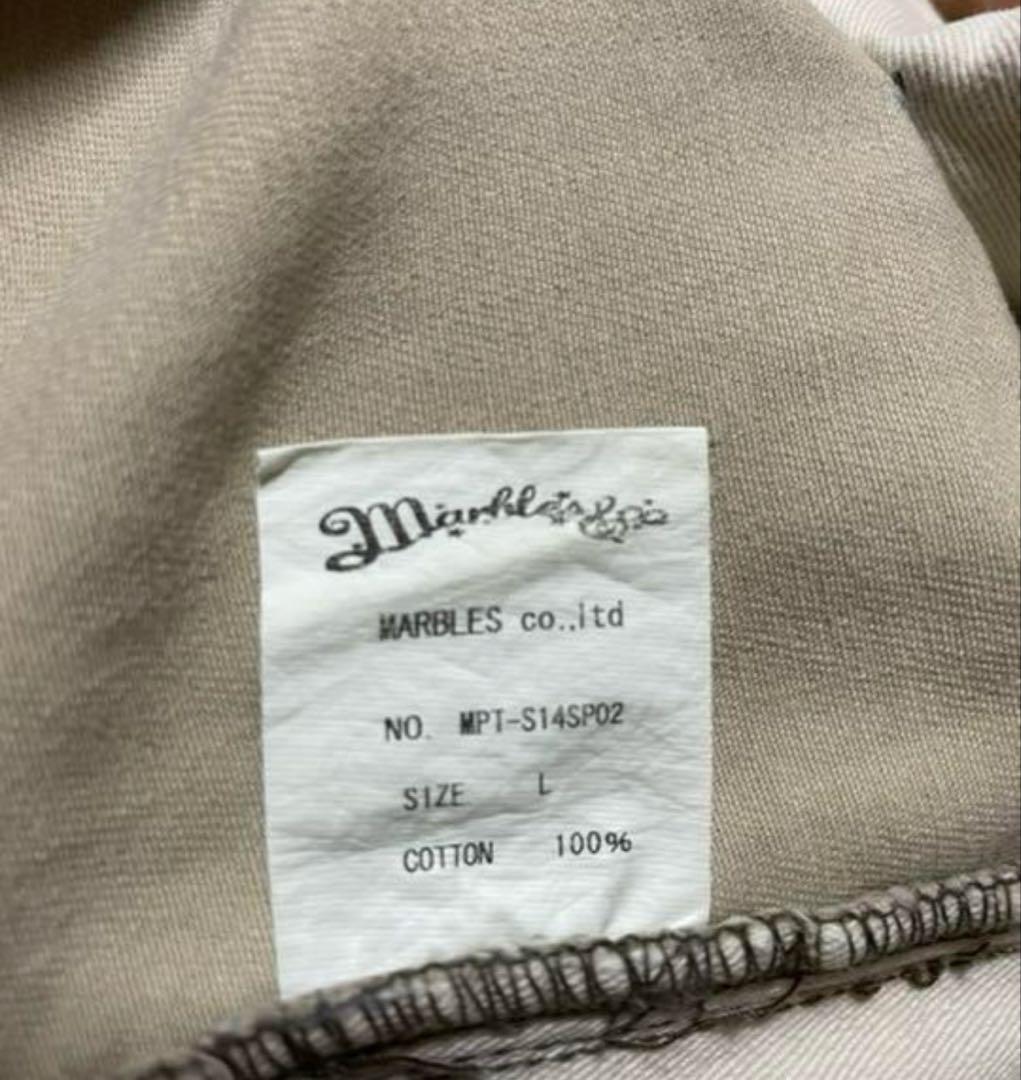 Marbles
MARBLES co.,ltd
NO. MPT-S14SP02
SIZE L
COTTON 100%